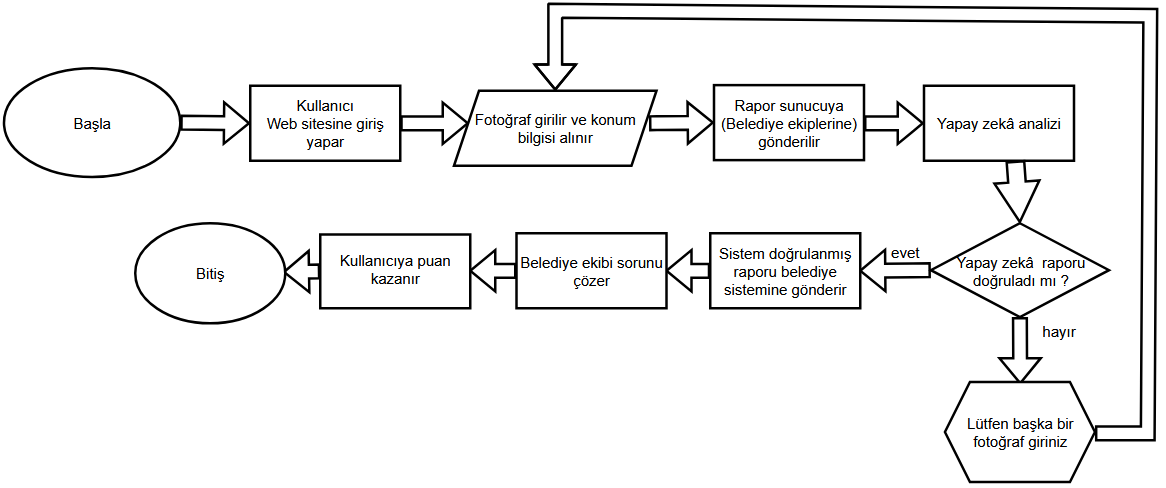 Başla
Kullanıcı
Web sitesine giriş
yapar
Fotoğraf girilir ve konum
bilgisi alınır
Rapor sunucuya
(Belediye ekiplerine)
gönderilir
Yapay zekâ analizi
Yapay zekâ  raporu
doğruladı mı ?
evet
Sistem doğrulanmış
raporu belediye
sistemine gönderir
Belediye ekibi sorunu
çözer
Kullanıcıya puan
kazanır
Bitiş
hayır
Lütfen başka bir
fotoğraf giriniz